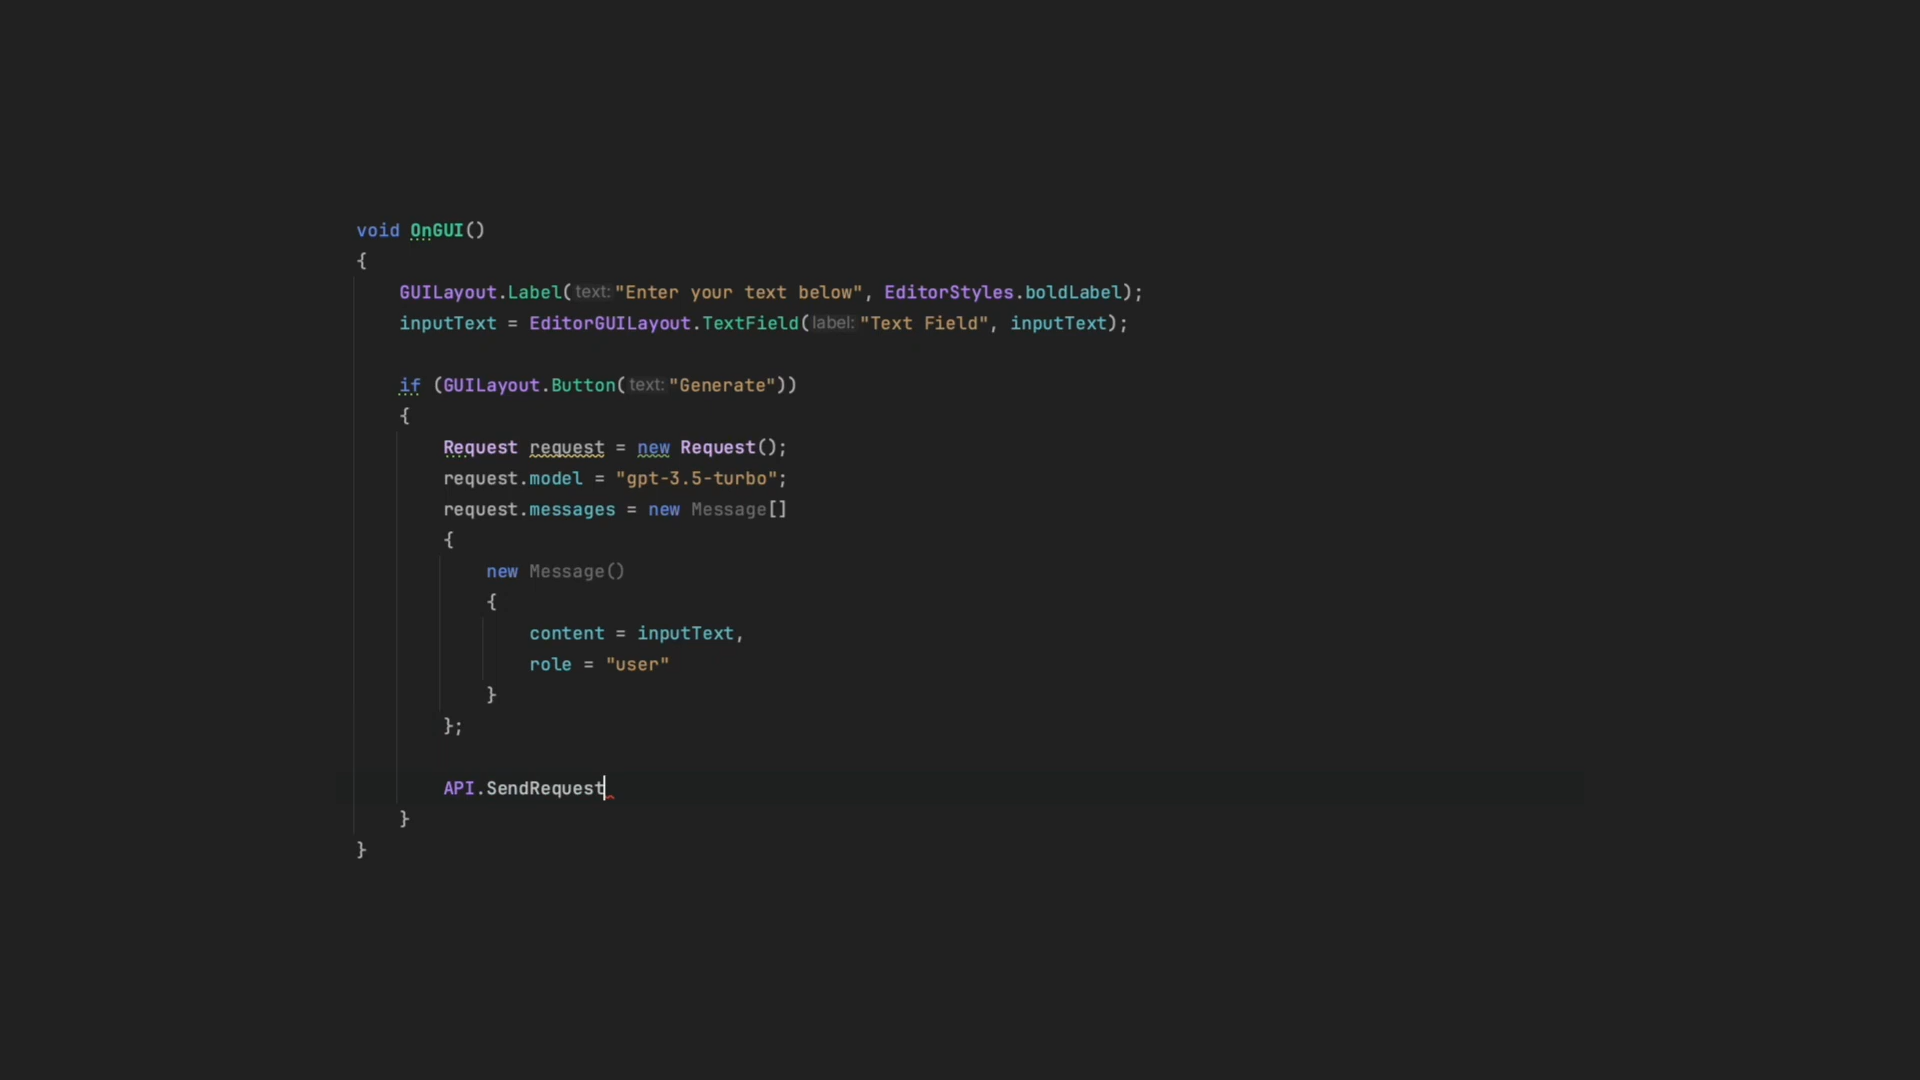 void OnGUI()
{
GUILayout.Label(text:"Enter your text below", EditorStyles.boldLabel);
inputText = EditorGUILayout.TextField(label:"Text Field", inputText);
if (GUILayout.Button(text:"Generate"))
{
Request request = new Request();
request.model = "gpt-3.5-turbo";
request.messages = new Message[]
{
new Message()
{
content = inputText,
role = "user"
}
};
API.SendRequest
}
}